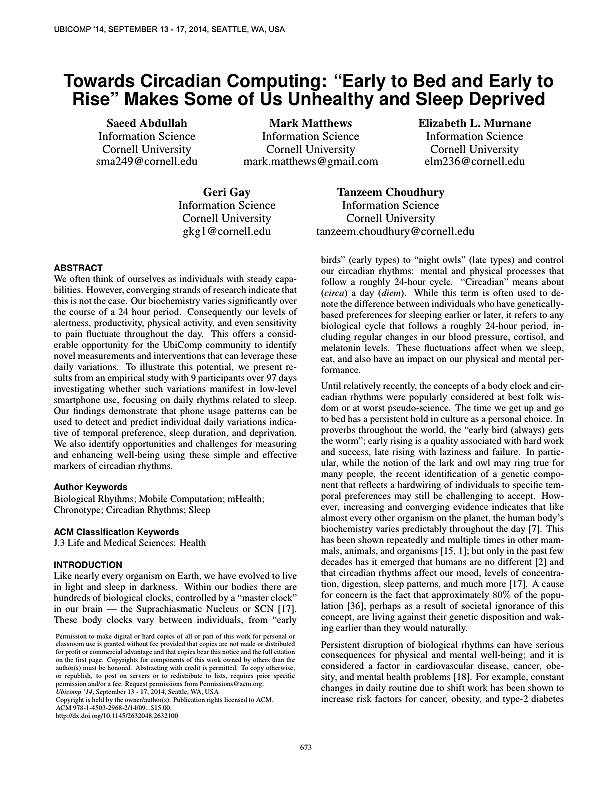 UBICOMP '14, SEPTEMBER 13 - 17, 2014, SEATTLE, WA, USA
Towards Circadian Computing: “Early to Bed and Early to
Rise” Makes Some of Us Unhealthy and Sleep Deprived
Saeed Abdullah
Information Science
Cornell University
sma249@cornell.edu
Mark Matthews
Information Science
Cornell University
mark.matthews@gmail.com
Elizabeth L. Murnane
Information Science
Cornell University
elm236@cornell.edu
Geri Gay
Information Science
Cornell University
gkg1@cornell.edu
Tanzeem Choudhury
Information Science
Cornell University
tanzeem.choudhury@cornell.edu
ABSTRACT
We often think of ourselves as individuals with steady capa-
bilities. However, converging strands of research indicate that
this is not the case. Our biochemistry varies significantly over
the course of a 24 hour period. Consequently our levels of
alertness, productivity, physical activity, and even sensitivity
to pain fluctuate throughout the day. This offers a consid-
erable opportunity for the UbiComp community to identify
novel measurements and interventions that can leverage these
daily variations. To illustrate this potential, we present re-
sults from an empirical study with 9 participants over 97 days
investigating whether such variations manifest in low-level
smartphone use, focusing on daily rhythms related to sleep.
Our findings demonstrate that phone usage patterns can be
used to detect and predict individual daily variations indica-
tive of temporal preference, sleep duration, and deprivation.
We also identify opportunities and challenges for measuring
and enhancing well-being using these simple and effective
markers of circadian rhythms.
Author Keywords
Biological Rhythms; Mobile Computation; mHealth;
Chronotype; Circadian Rhythms; Sleep
ACM Classification Keywords
J.3 Life and Medical Sciences: Health
INTRODUCTION
Like nearly every organism on Earth, we have evolved to live
in light and sleep in darkness. Within our bodies there are
hundreds of biological clocks, controlled by a “master clock”
in our brain — the Suprachiasmatic Nucleus or SCN [17].
These body clocks vary between individuals, from “early
Permission to make digital or hard copies of all or part of this work for personal or
classroom use is granted without fee provided that copies are not made or distributed
for profit or commercial advantage and that copies bear this notice and the full citation
on the first page. Copyrights for components of this work owned by others than the
author(s) must be honored. Abstracting with credit is permitted. To copy otherwise,
or republish, to post on servers or to redistribute to lists, requires prior specific
permission and/or a fee. Request permissions from Permissions@acm.org.
Ubicomp '14, September 13 - 17, 2014, Seattle, WA, USA
Copyright is held by the owner/author(s). Publication rights licensed to ACM.
ACM 978-1-4503-2968-2/14/09...$15.00.
http://dx.doi.org/10.1145/2632048.2632100
birds” (early types) to “night owls” (late types) and control
our circadian rhythms: mental and physical processes that
follow a roughly 24-hour cycle. “Circadian” means about
(circa) a day (diem). While this term is often used to de-
note the difference between individuals who have genetically-
based preferences for sleeping earlier or later, it refers to any
biological cycle that follows a roughly 24-hour period, in-
cluding regular changes in our blood pressure, cortisol, and
melatonin levels. These fluctuations affect when we sleep,
eat, and also have an impact on our physical and mental per-
formance.
Until relatively recently, the concepts of a body clock and cir-
cadian rhythms were popularly considered at best folk wis-
dom or at worst pseudo-science. The time we get up and go
to bed has a persistent hold in culture as a personal choice. In
proverbs throughout the world, the “early bird (always) gets
the worm”; early rising is a quality associated with hard work
and success, late rising with laziness and failure. In partic-
ular, while the notion of the lark and owl may ring true for
many people, the recent identification of a genetic compo-
nent that reflects a hardwiring of individuals to specific tem-
poral preferences may still be challenging to accept. How-
ever, increasing and converging evidence indicates that like
almost every other organism on the planet, the human body's
biochemistry varies predictably throughout the day [7]. This
has been shown repeatedly and multiple times in other mam-
mals, animals, and organisms [15, 1]; but only in the past few
decades has it emerged that humans are no different [2] and
that circadian rhythms affect our mood, levels of concentra-
tion, digestion, sleep patterns, and much more [17]. A cause
for concern is the fact that approximately 80% of the popu-
lation [36], perhaps as a result of societal ignorance of this
concept, are living against their genetic disposition and wak-
ing earlier than they would naturally.
Persistent disruption of biological rhythms can have serious
consequences for physical and mental well-being; and it is
considered a factor in cardiovascular disease, cancer, obe-
sity, and mental health problems [18]. For example, constant
changes in daily routine due to shift work has been shown to
increase risk factors for cancer, obesity, and type-2 diabetes
673